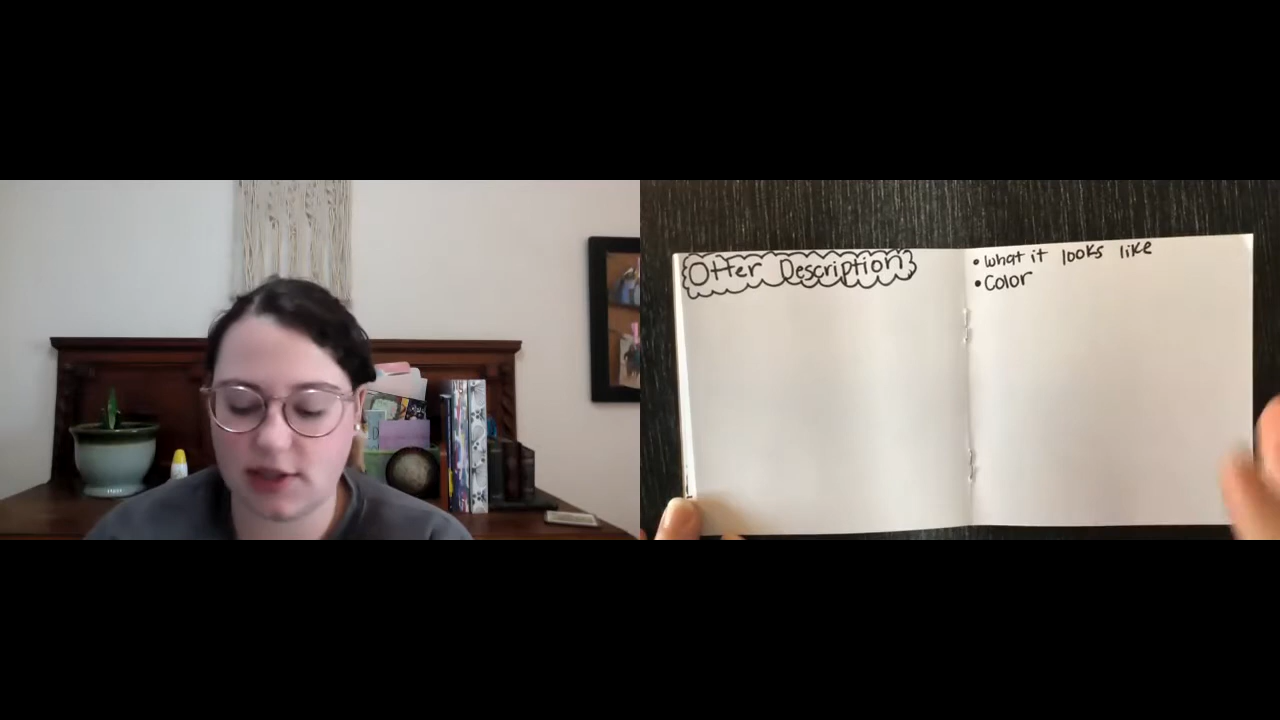 Otter Description
• What it looks like
• Color